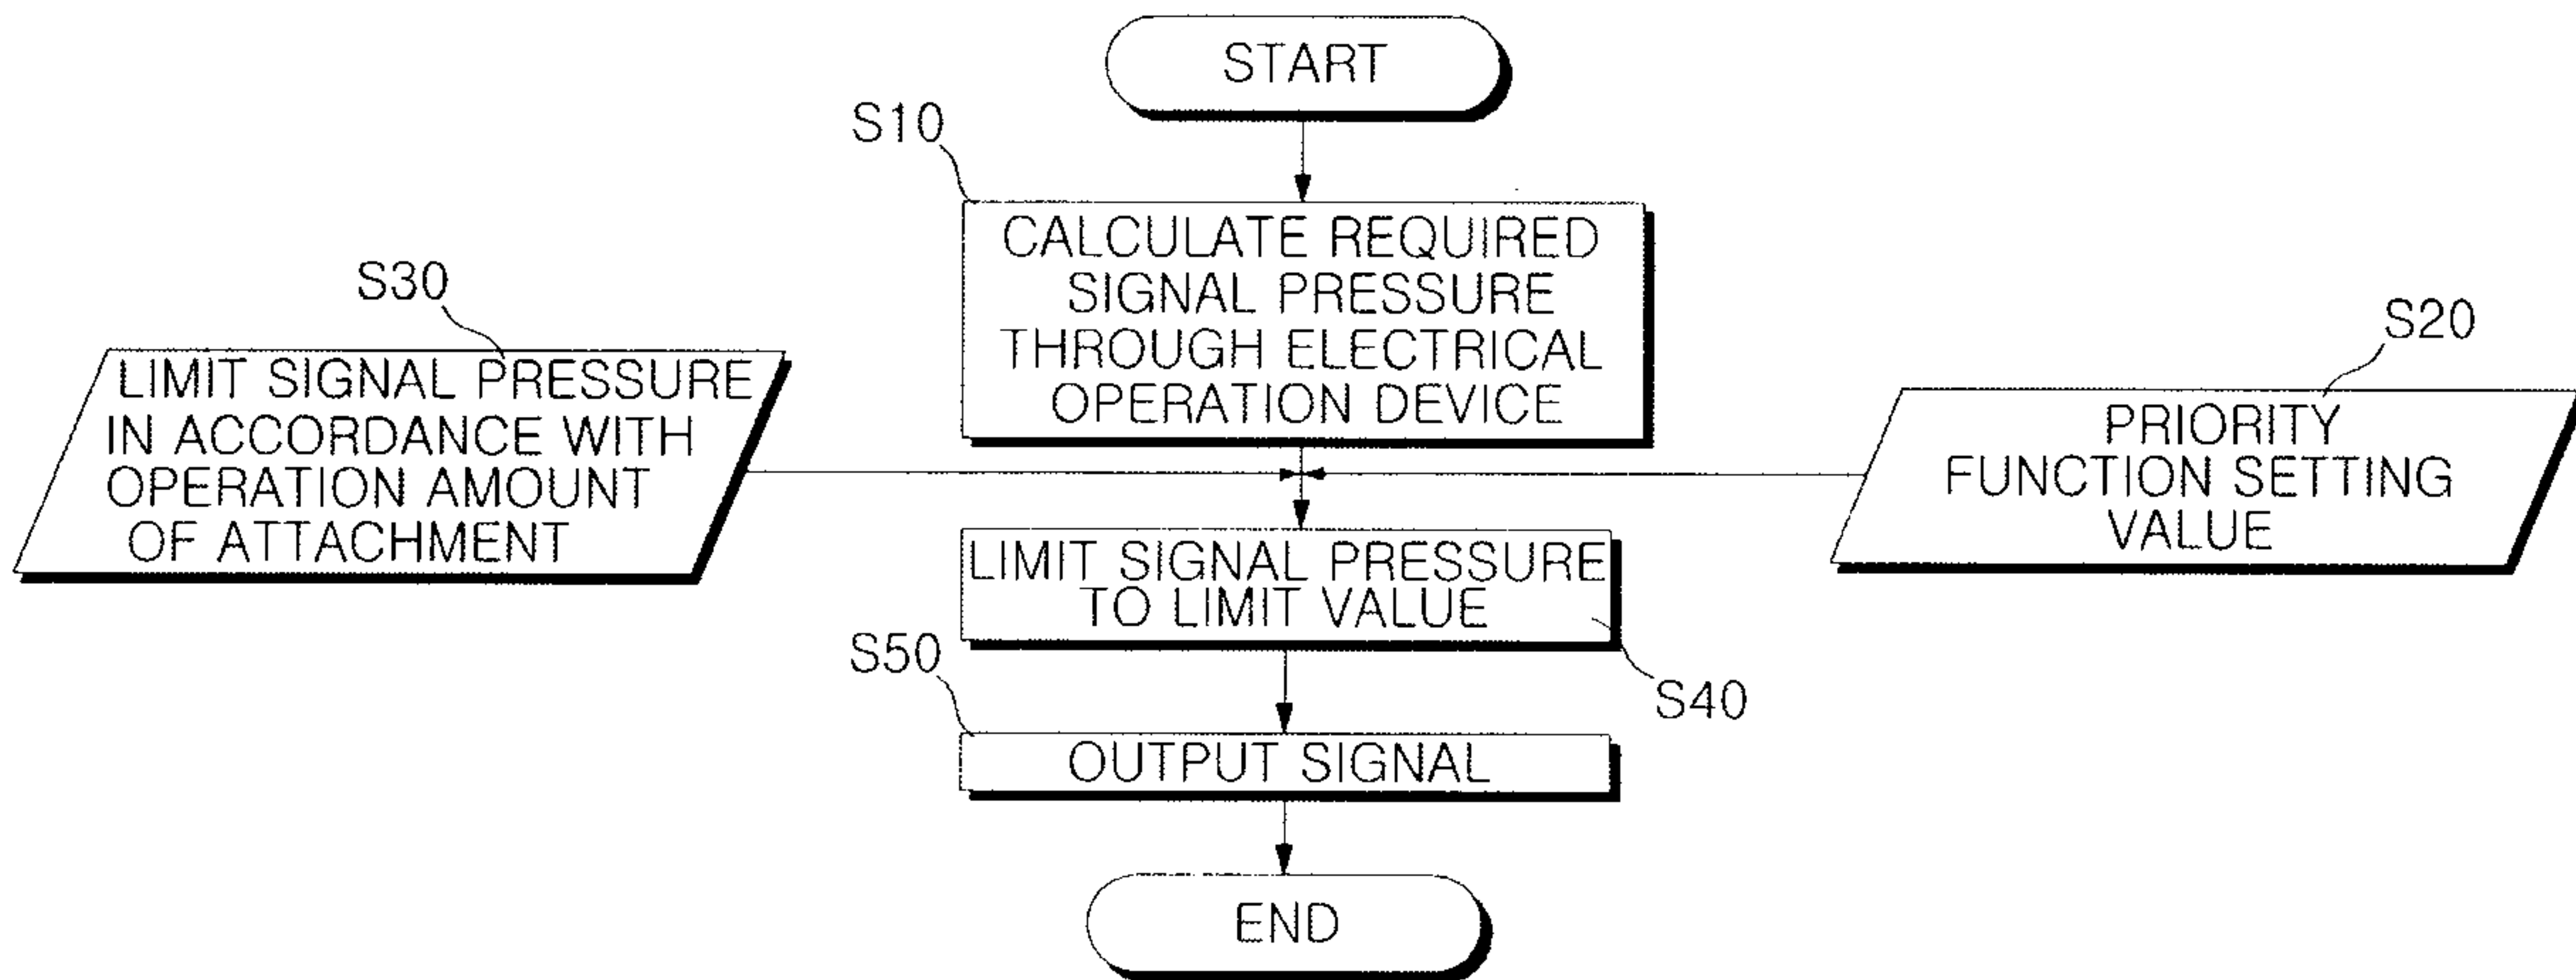 START
S10
CALCULATE REQUIRED
SIGNAL PRESSURE
THROUGH ELECTRICAL
OPERATION DEVICE
S30
LIMIT SIGNAL PRESSURE
IN ACCORDANCE WITH
OPERATION AMOUNT
OF ATTACHMENT
S20
PRIORITY
FUNCTION SETTING
VALUE
LIMIT SIGNAL PRESSURE
TO LIMIT VALUE
S40
S50
OUTPUT SIGNAL
END